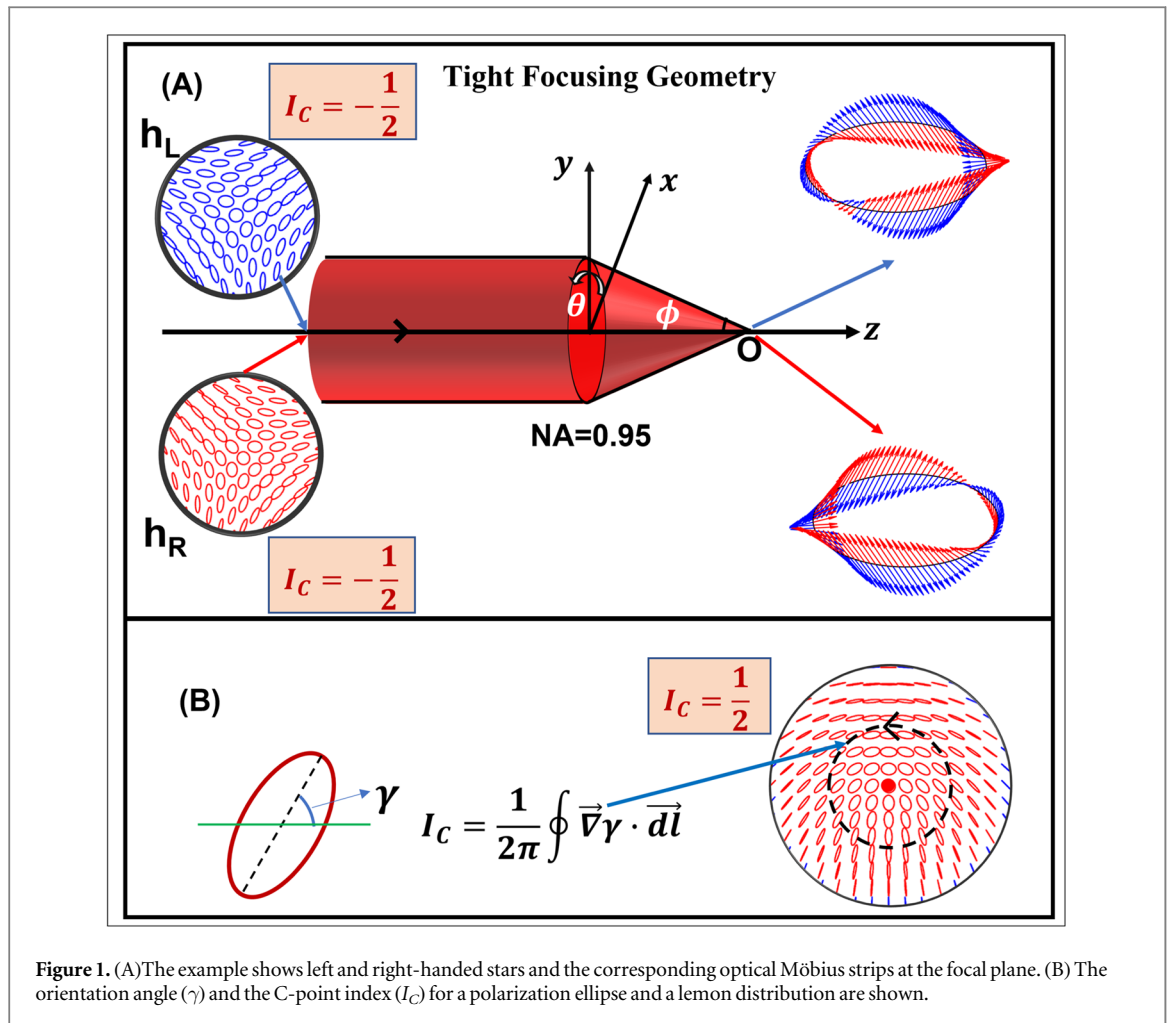 (A)
Tight Focusing Geometry
I_C = -1/2
h_L
y
x
θ
ϕ
O
z
NA=0.95
h_R
I_C = -1/2
(B)
I_C = 1/2
γ
I_C = 1/2π ∮ ∇⃗γ · d⃗l
Figure 1. (A)The example shows left and right-handed stars and the corresponding optical Möbius strips at the focal plane. (B) The
orientation angle (γ) and the C-point index (I_C) for a polarization ellipse and a lemon distribution are shown.